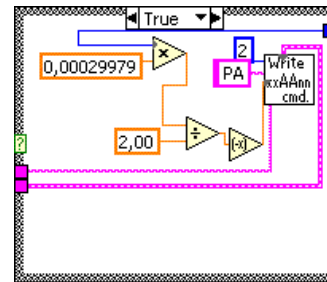 True
×
0,00029979
2
PA
Write
xxAAnn
cmd.
2,00
÷
(-x)
?